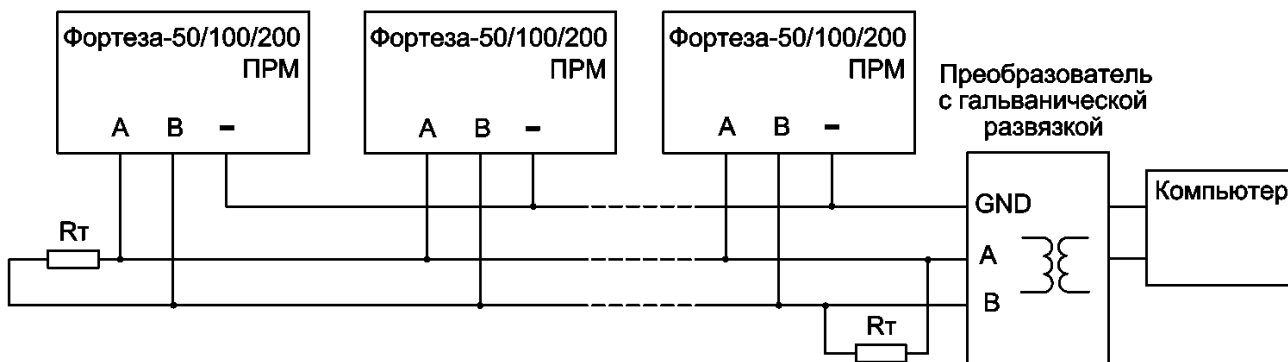 Фортеза-50/100/200
ПРМ
А В -
Фортеза-50/100/200
ПРМ
А В -
Фортеза-50/100/200
ПРМ
А В -
Преобразователь
с гальванической
развязкой
GND
А
В
Компьютер
Rт
Rт